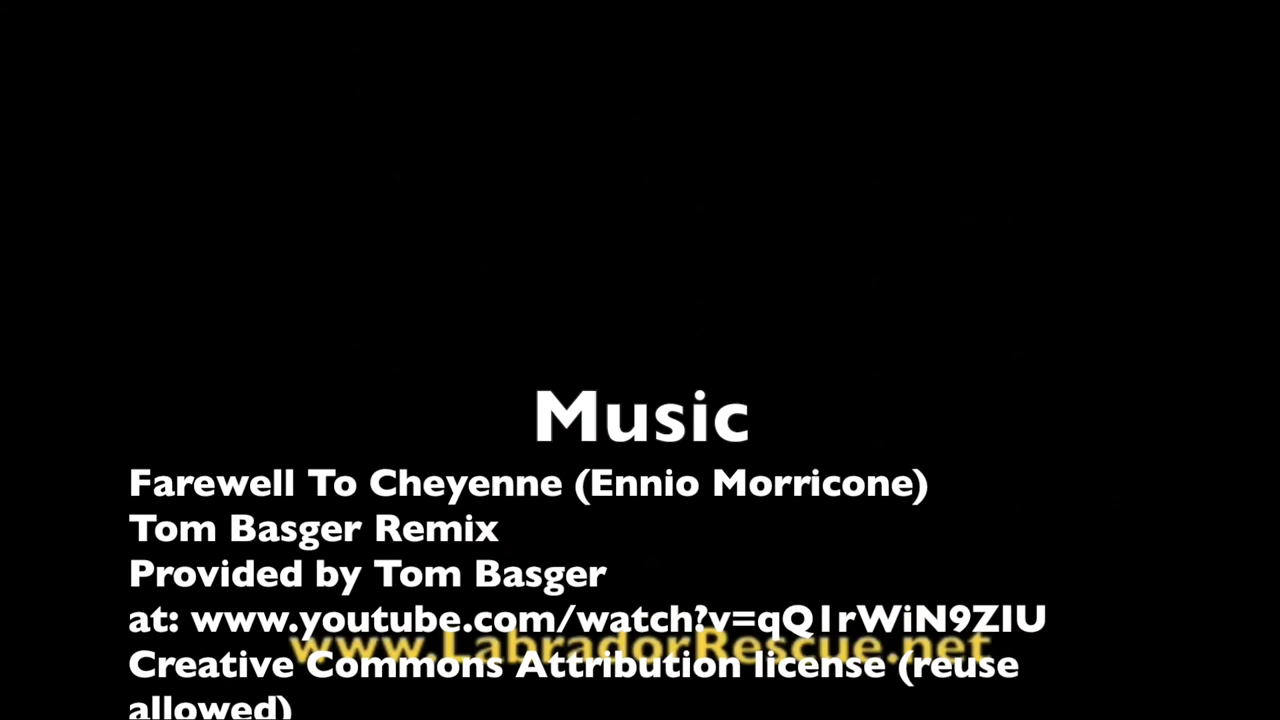 Music
Farewell To Cheyenne (Ennio Morricone)
Tom Basger Remix
Provided by Tom Basger
at: www.youtube.com/watch?v=qQ1rWiN9ZIU
www.LabradorRescue.net
Creative Commons Attribution license (reuse
allowed)